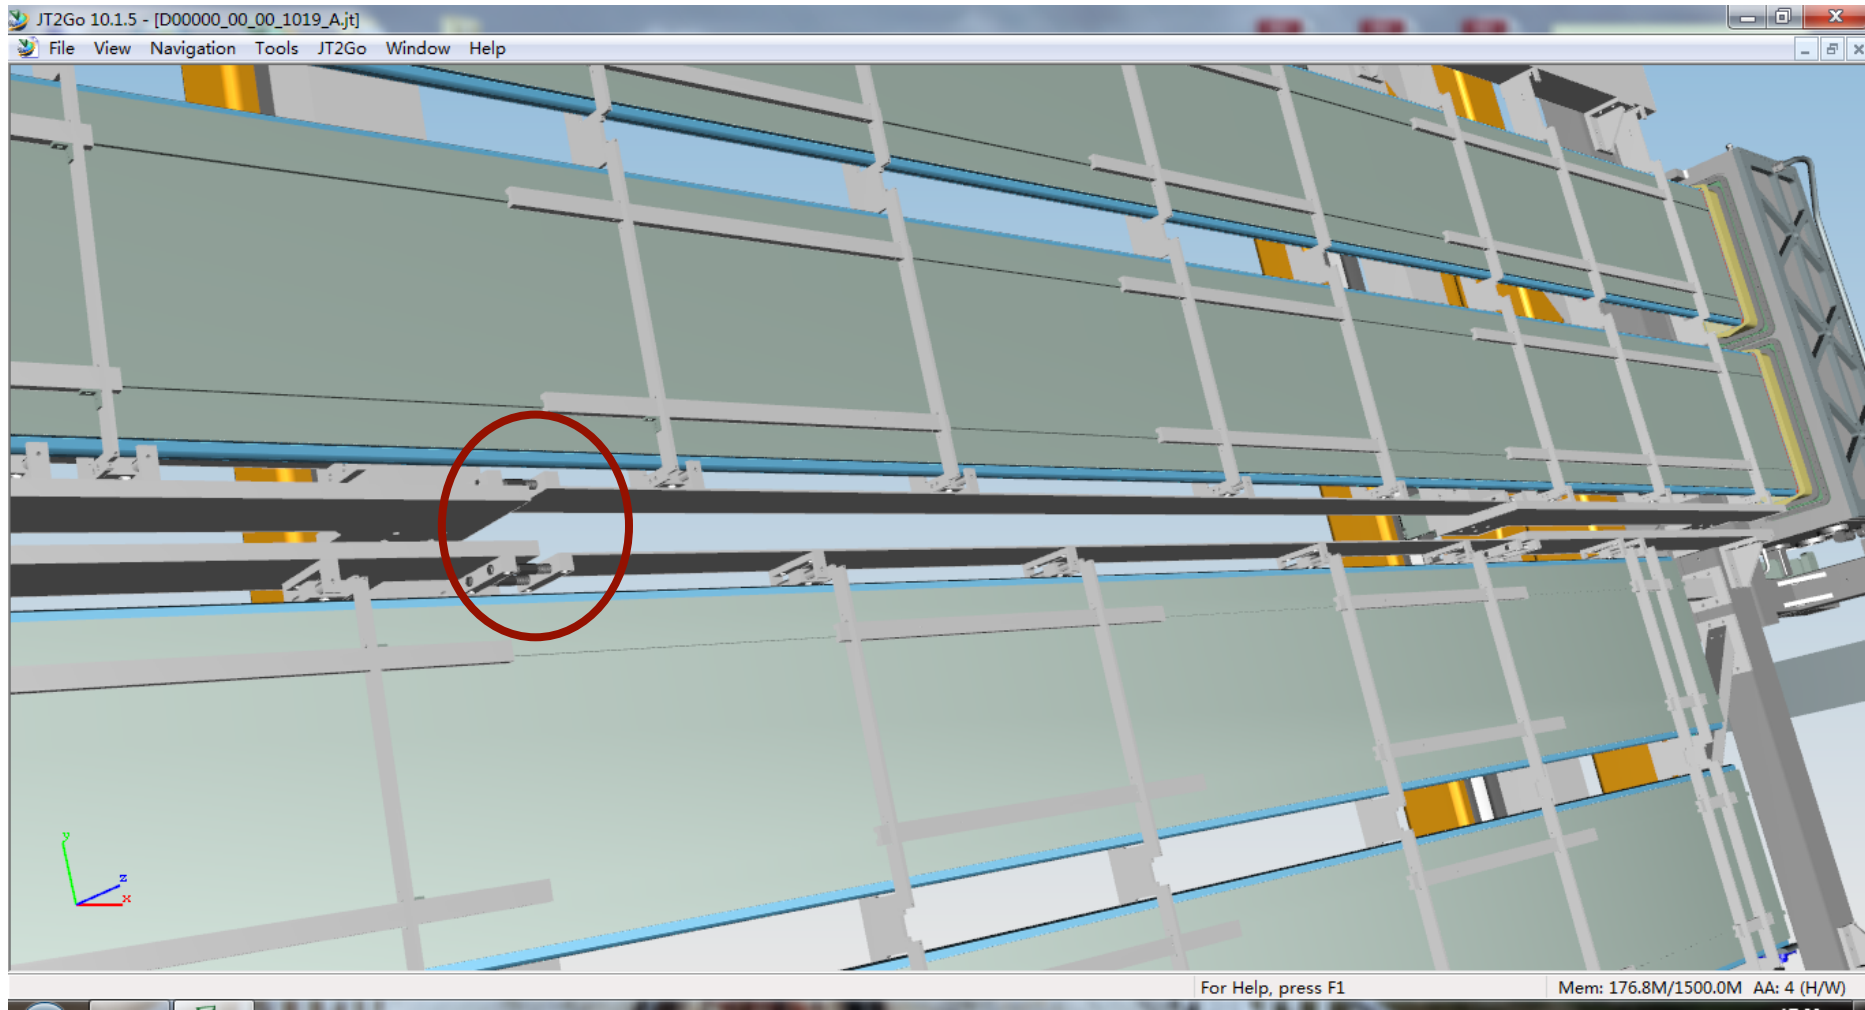 JT2Go 10.1.5 - [D00000_00_00_1019_A.jt]
File View Navigation Tools JT2Go Window Help
y
z
x
For Help, press F1 Mem: 176.8M/1500.0M AA: 4 (H/W)